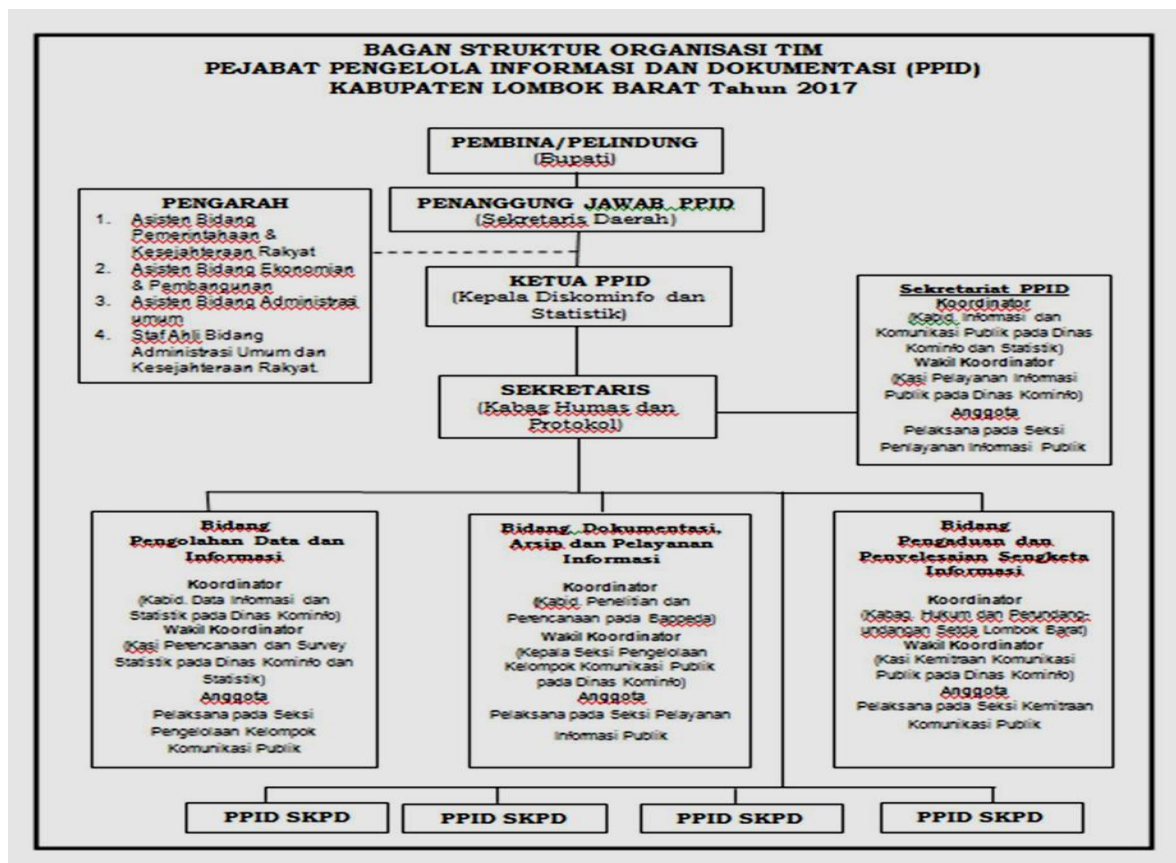 BAGAN STRUKTUR ORGANISASI TIM
PEJABAT PENGELOLA INFORMASI DAN DOKUMENTASI (PPID)
KABUPATEN LOMBOK BARAT Tahun 2017
PEMBINA/PELINDUNG
(Bupati)
PENANGGUNG JAWAB PPID
(Sekretaris Daerah)
PENGARAH
1. Asisten Bidang
Pemerintahaan &
Kesejahteraan Rakyat
2. Asisten Bidang Ekonomian
& Pembangunan
3. Asisten Bidang Administrasi
umum
4. Staf Ahli Bidang
Administrasi Umum dan
Kesejahteraan Rakyat.
KETUA PPID
(Kepala Diskominfo dan
Statistik)
Sekretariat PPID
Koordinator
(Kabid. Informasi dan
Komunikasi Publik pada Dinas
Kominfo dan Statistik)
Wakil Koordinator
(Kasi Pelayanan Informasi
Publik pada Dinas Kominfo)
Anggota
Pelaksana pada Seksi
Penlayanan Informasi Publik
SEKRETARIS
(Kabag Humas dan
Protokol)
Bidang
Pengolahan Data dan
Informasi
Koordinator
(Kabid. Data Informasi dan
Statistik pada Dinas Kominfo)
Wakil Koordinator
(Kasi Perencanaan dan Survey
Statistik pada Dinas Kominfo dan
Statistik)
Anggota
Pelaksana pada Seksi
Pengelolaan Kelompok
Komunikasi Publik
Bidang Dokumentasi,
Arsip dan Pelayanan
Informasi
Koordinator
(Kabid. Penelitian dan
Perencanaan pada Bappeda)
Wakil Koordinator
(Kepala Seksi Pengelolaan
Kelompok Komunikasi Publik
pada Dinas Kominfo)
Anggota
Pelaksana pada Seksi Pelayanan
Informasi Publik
Bidang
Pengaduan dan
Penyelesaian Sengketa
Informasi
Koordinator
(Kabag. Hukum dan Perundang-
undangan Setda Lombok Barat)
Wakil Koordinator
(Kasi Kemitraan Komunikasi
Publik pada Dinas Kominfo)
Anggota
Pelaksana pada Seksi Kemitraan
Komunikasi Publik
PPID SKPD
PPID SKPD
PPID SKPD
PPID SKPD